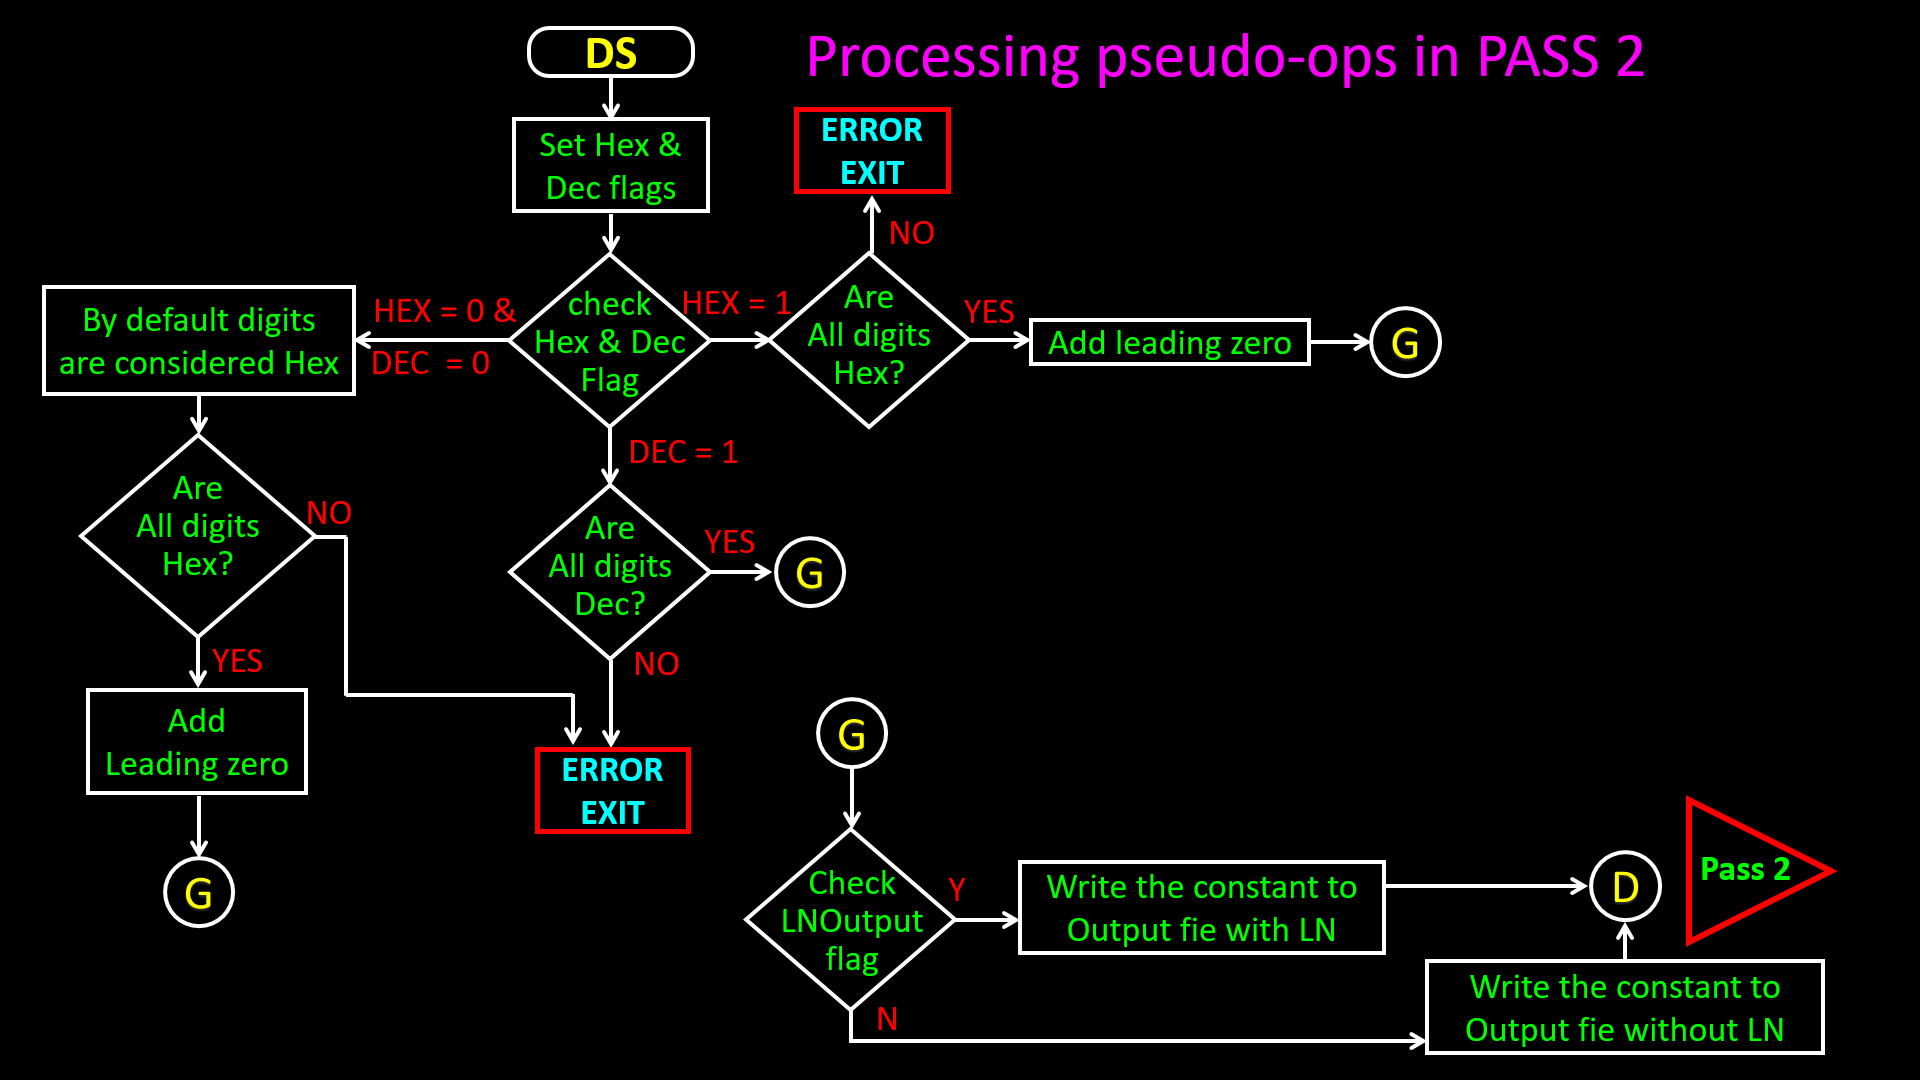 DS
Processing pseudo-ops in PASS 2
Set Hex &
Dec flags
ERROR
EXIT
NO
By default digits
are considered Hex
HEX = 0 &
DEC = 0
check
Hex & Dec
Flag
HEX = 1
Are
All digits
Hex?
YES
Add leading zero
G
DEC = 1
Are
All digits
Hex?
NO
Are
All digits
Dec?
YES
G
NO
YES
Add
Leading zero
G
ERROR
EXIT
G
Check
LNOutput
flag
Y
Write the constant to
Output fie with LN
D
Pass 2
N
Write the constant to
Output fie without LN